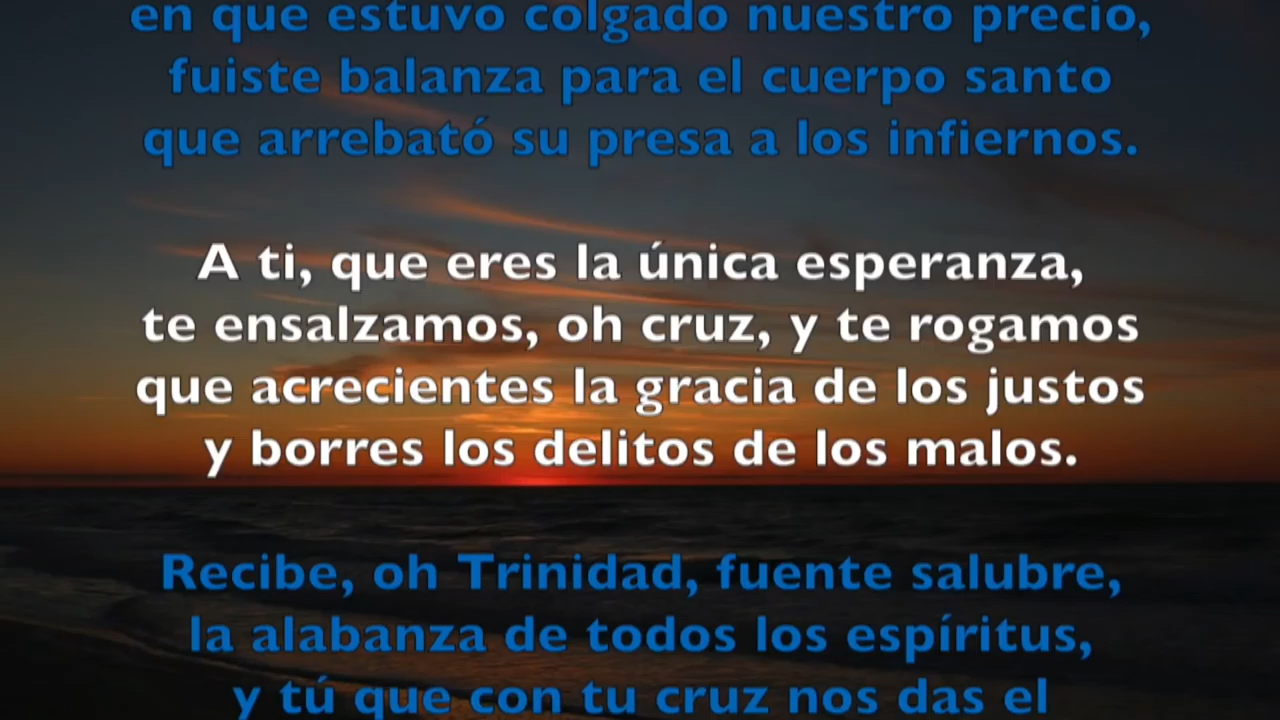 en que estuvo colgado nuestro precio,
fuiste balanza para el cuerpo santo
que arrebató su presa a los infiernos.
A ti, que eres la única esperanza,
te ensalzamos, oh cruz, y te rogamos
que acrecientes la gracia de los justos
y borres los delitos de los malos.
Recibe, oh Trinidad, fuente salubre,
la alabanza de todos los espíritus,
y tú que con tu cruz nos das el